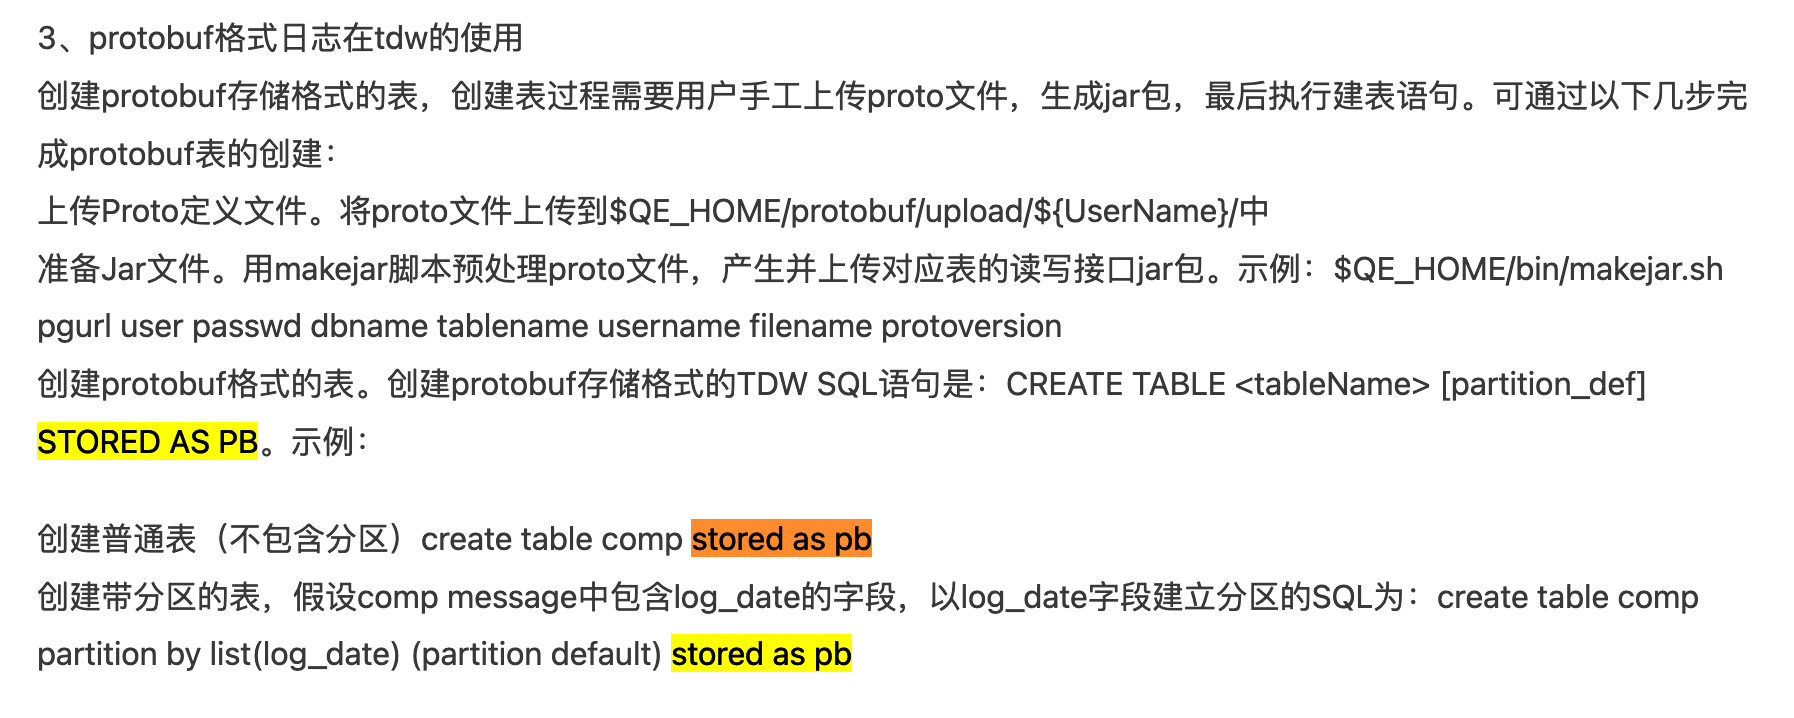 3、protobuf格式日志在tdw的使用
创建protobuf存储格式的表，创建表过程需要用户手工上传proto文件，生成jar包，最后执行建表语句。可通过以下几步完
成protobuf表的创建：
上传Proto定义文件。将proto文件上传到$QE_HOME/protobuf/upload/${UserName}/中
准备Jar文件。用makejar脚本预处理proto文件，产生并上传对应表的读写接口jar包。示例：$QE_HOME/bin/makejar.sh
pgurl user passwd dbname tablename username filename protoversion
创建protobuf格式的表。创建protobuf存储格式的TDW SQL语句是：CREATE TABLE <tableName> [partition_def]
STORED AS PB。示例：
创建普通表（不包含分区）create table comp stored as pb
创建带分区的表，假设comp message中包含log_date的字段，以log_date字段建立分区的SQL为：create table comp
partition by list(log_date) (partition default) stored as pb